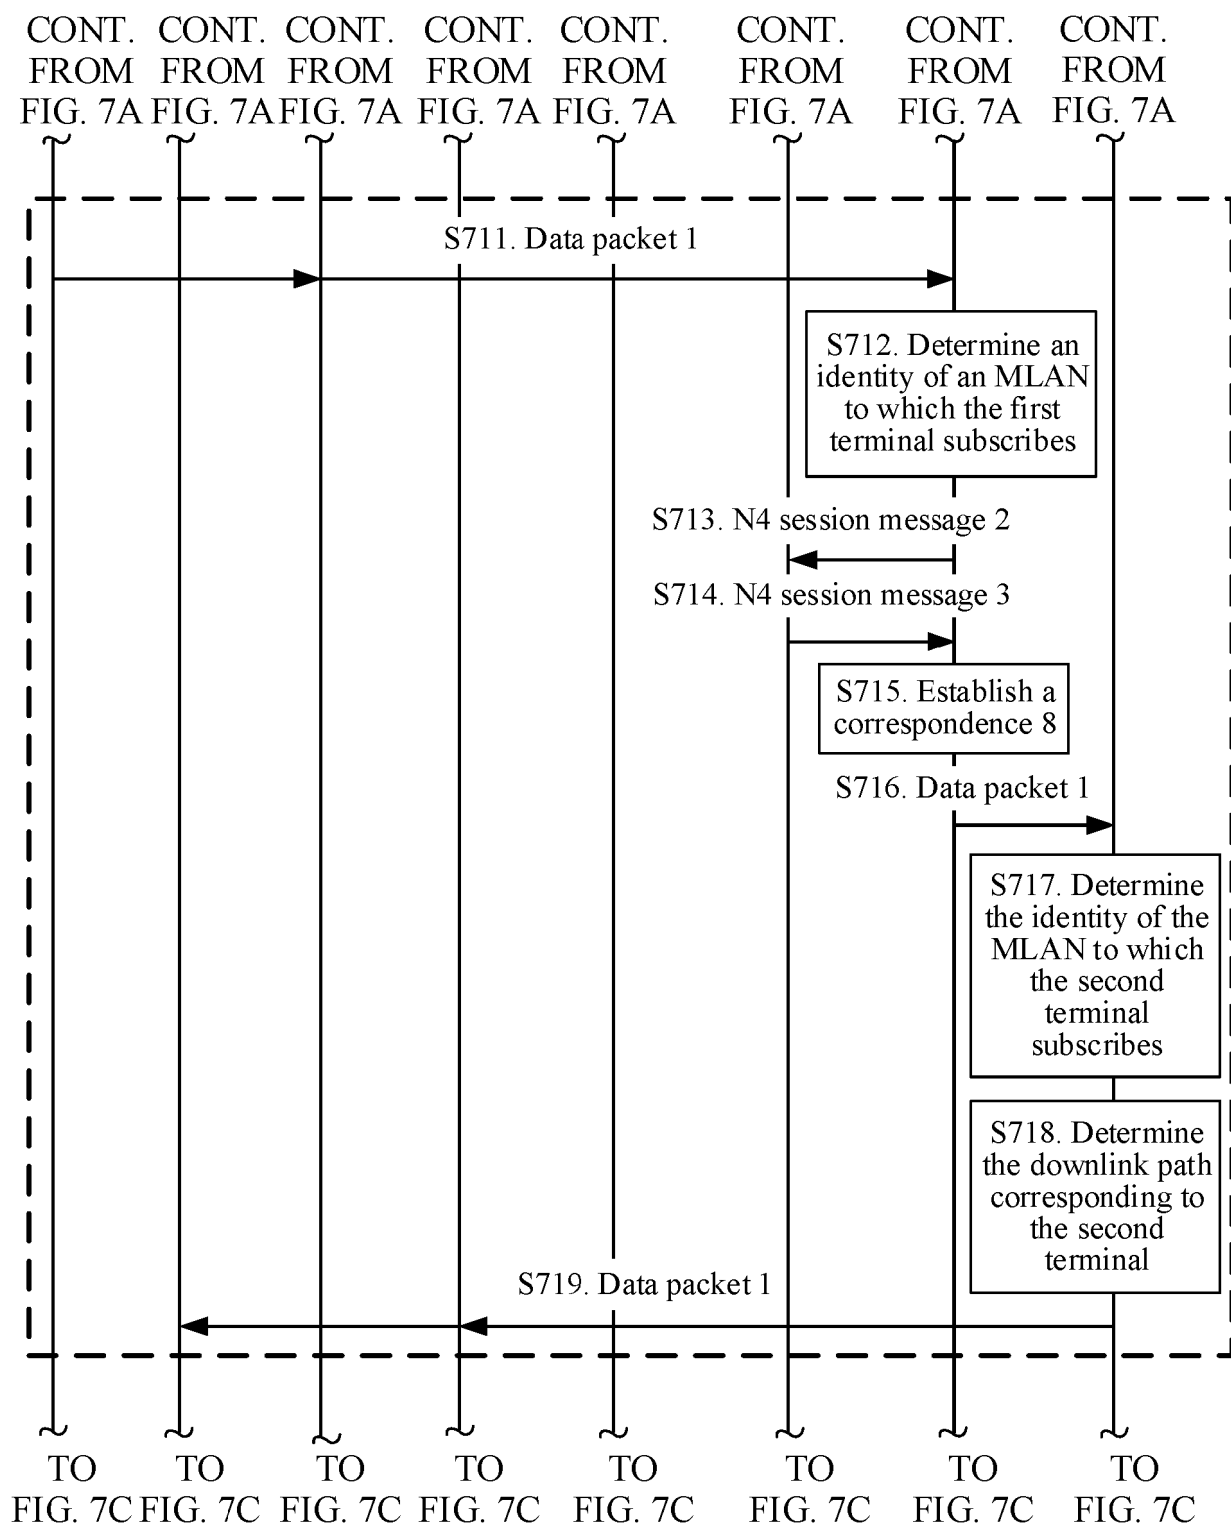 CONT. CONT. CONT. CONT. CONT. CONT. CONT. CONT.
FROM FROM FROM FROM FROM FROM FROM FROM
FIG. 7A FIG. 7A FIG. 7A FIG. 7A FIG. 7A FIG. 7A FIG. 7A FIG. 7A
S711. Data packet 1
S712. Determine an
identity of an MLAN
to which the first
terminal subscribes
S713. N4 session message 2
S714. N4 session message 3
S715. Establish a
correspondence 8
S716. Data packet 1
S717. Determine
the identity of the
MLAN to which
the second
terminal
subscribes
S718. Determine
the downlink path
corresponding to
the second
terminal
S719. Data packet 1
TO TO TO TO TO TO TO TO
FIG. 7C FIG. 7C FIG. 7C FIG. 7C FIG. 7C FIG. 7C FIG. 7C FIG. 7C